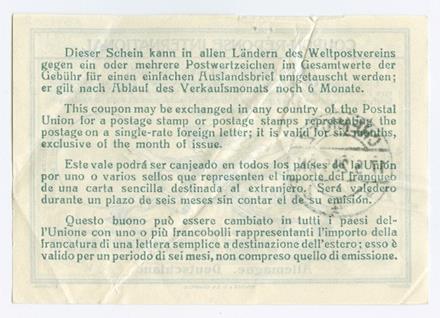 Dieser Schein kann in allen Ländern des Weltpostvereins
gegen ein oder mehrere Postwertzeichen im Gesamtwerte der
Gebühr für einen einfachen Auslandsbrief umgetauscht werden;
er gilt nach Ablauf des Verkaufsmonats noch 6 Monate.
This coupon may be exchanged in any country of the Postal
Union for a postage stamp or postage stamps representing the
postage on a single-rate foreign letter; it is valid for six months,
exclusive of the month of issue.
Este vale podrá ser canjeado en todos los países de la Unión
por uno o varios sellos que representen el importe del franqueo
de una carta sencilla destinada al extranjero. Será valedero
durante un plazo de seis meses sin contar el de su emisión.
Questo buono può essere cambiato in tutti i paesi del-
l'Unione con uno o più francobolli rappresentanti l'importo della
francatura di una lettera semplice a destinazione dell'estero; esso è
valido per un periodo di sei mesi, non compreso quello di emissione.